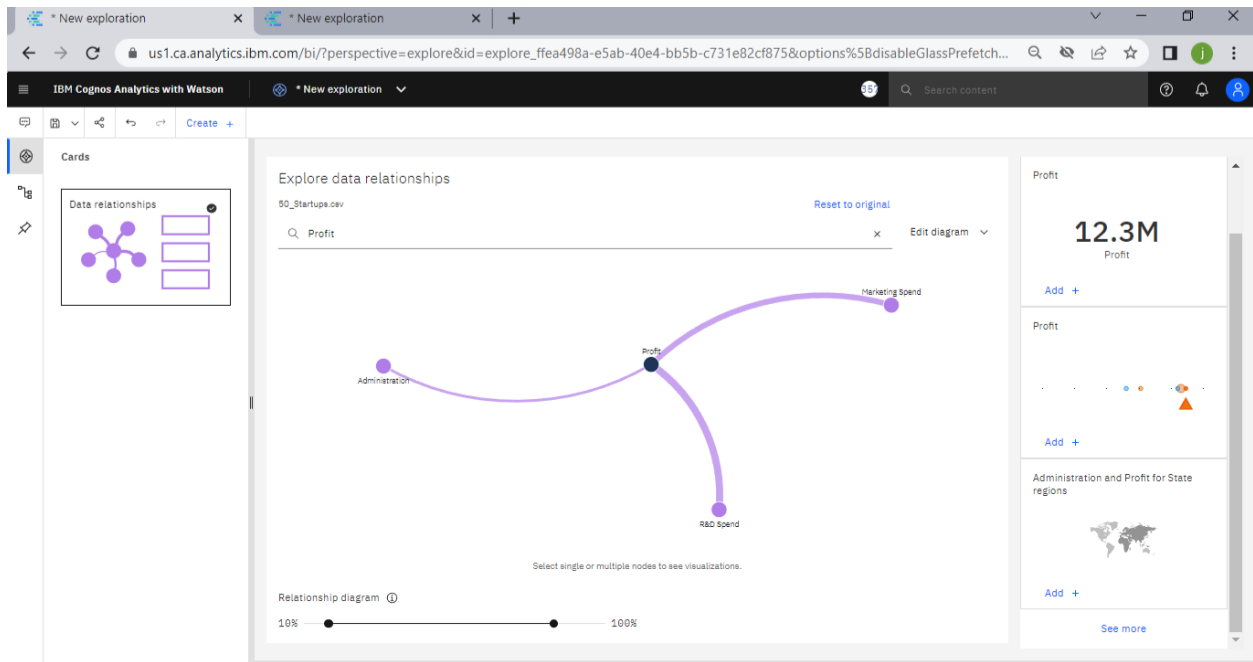 * New exploration
* New exploration
us1.ca.analytics.ibm.com/bi/?perspective=explore&id=explore_ffea498a-e5ab-40e4-bb5b-c731e82cf875&options%5BdisableGlassPrefetch...
j
IBM Cognos Analytics with Watson
* New exploration
Search content
Create +
Cards
Data relationships
Explore data relationships
50_Startups.csv
Reset to original
Profit
Edit diagram
Marketing Spend
Profit
Administration
R&D Spend
Select single or multiple nodes to see visualizations.
Relationship diagram
10%
100%
Profit
12.3M
Profit
Add +
Profit
Add +
Administration and Profit for State
regions
Add +
See more